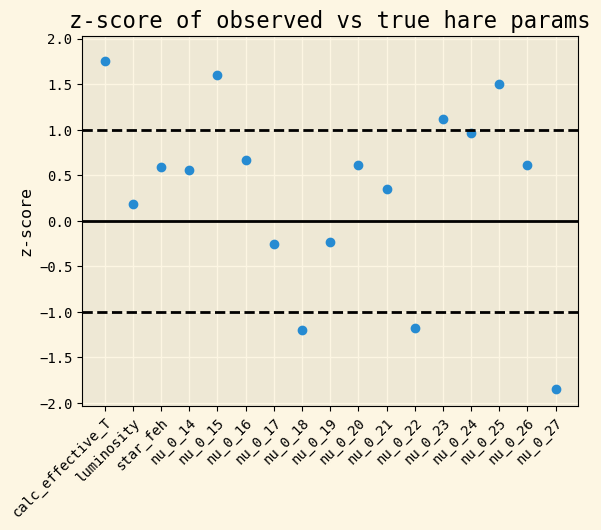 z-score of observed vs true hare params
z-score
2.0
1.5
1.0
0.5
0.0
−0.5
−1.0
−1.5
−2.0
calc_effective_T
luminosity
star_feh
nu_0_14
nu_0_15
nu_0_16
nu_0_17
nu_0_18
nu_0_19
nu_0_20
nu_0_21
nu_0_22
nu_0_23
nu_0_24
nu_0_25
nu_0_26
nu_0_27